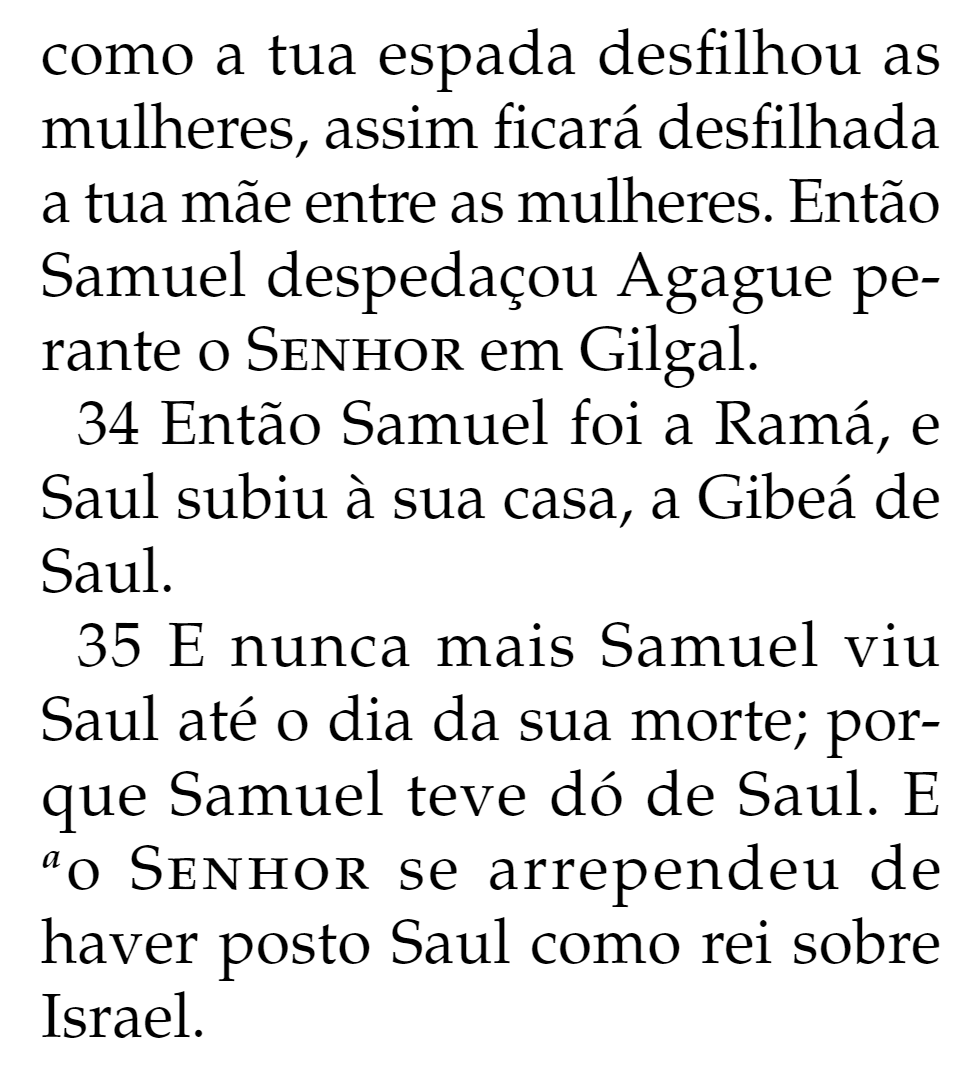 como a tua espada desfilhou as
mulheres, assim ficará desfilhada
a tua mãe entre as mulheres. Então
Samuel despedaçou Agague pe-
rante o SENHOR em Gilgal.
34 Então Samuel foi a Ramá, e
Saul subiu à sua casa, a Gibeá de
Saul.
35 E nunca mais Samuel viu
Saul até o dia da sua morte; por-
que Samuel teve dó de Saul. E
ᵃo SENHOR se arrependeu de
haver posto Saul como rei sobre
Israel.